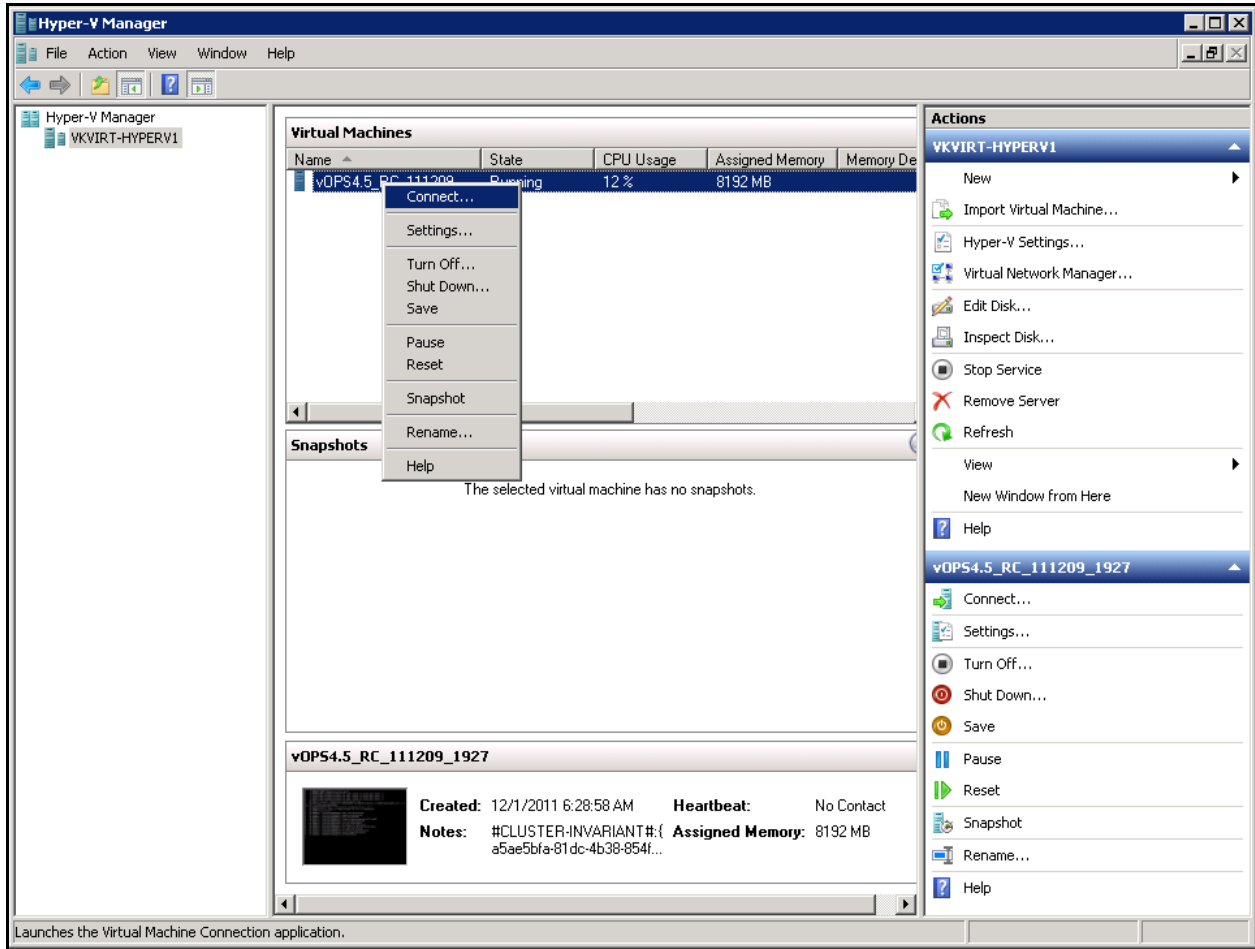 Hyper-V Manager
File Action View Window Help
Hyper-V Manager
VKVIRT-HYPERV1
Virtual Machines
Name State CPU Usage Assigned Memory Memory De
vOPS4.5_RC_111209 Running 12 % 8192 MB
Connect...
Settings...
Turn Off...
Shut Down...
Save
Pause
Reset
Snapshot
Rename...
Help
Snapshots
The selected virtual machine has no snapshots.
vOPS4.5_RC_111209_1927
Created: 12/1/2011 6:28:58 AM Heartbeat: No Contact
Notes: #CLUSTER-INVARIANT#:{ Assigned Memory: 8192 MB
a5ae5bfa-81dc-4b38-854f...
Actions
VKVIRT-HYPERV1
New
Import Virtual Machine...
Hyper-V Settings...
Virtual Network Manager...
Edit Disk...
Inspect Disk...
Stop Service
Remove Server
Refresh
View
New Window from Here
Help
vOPS4.5_RC_111209_1927
Connect...
Settings...
Turn Off...
Shut Down...
Save
Pause
Reset
Snapshot
Rename...
Help
Launches the Virtual Machine Connection application.